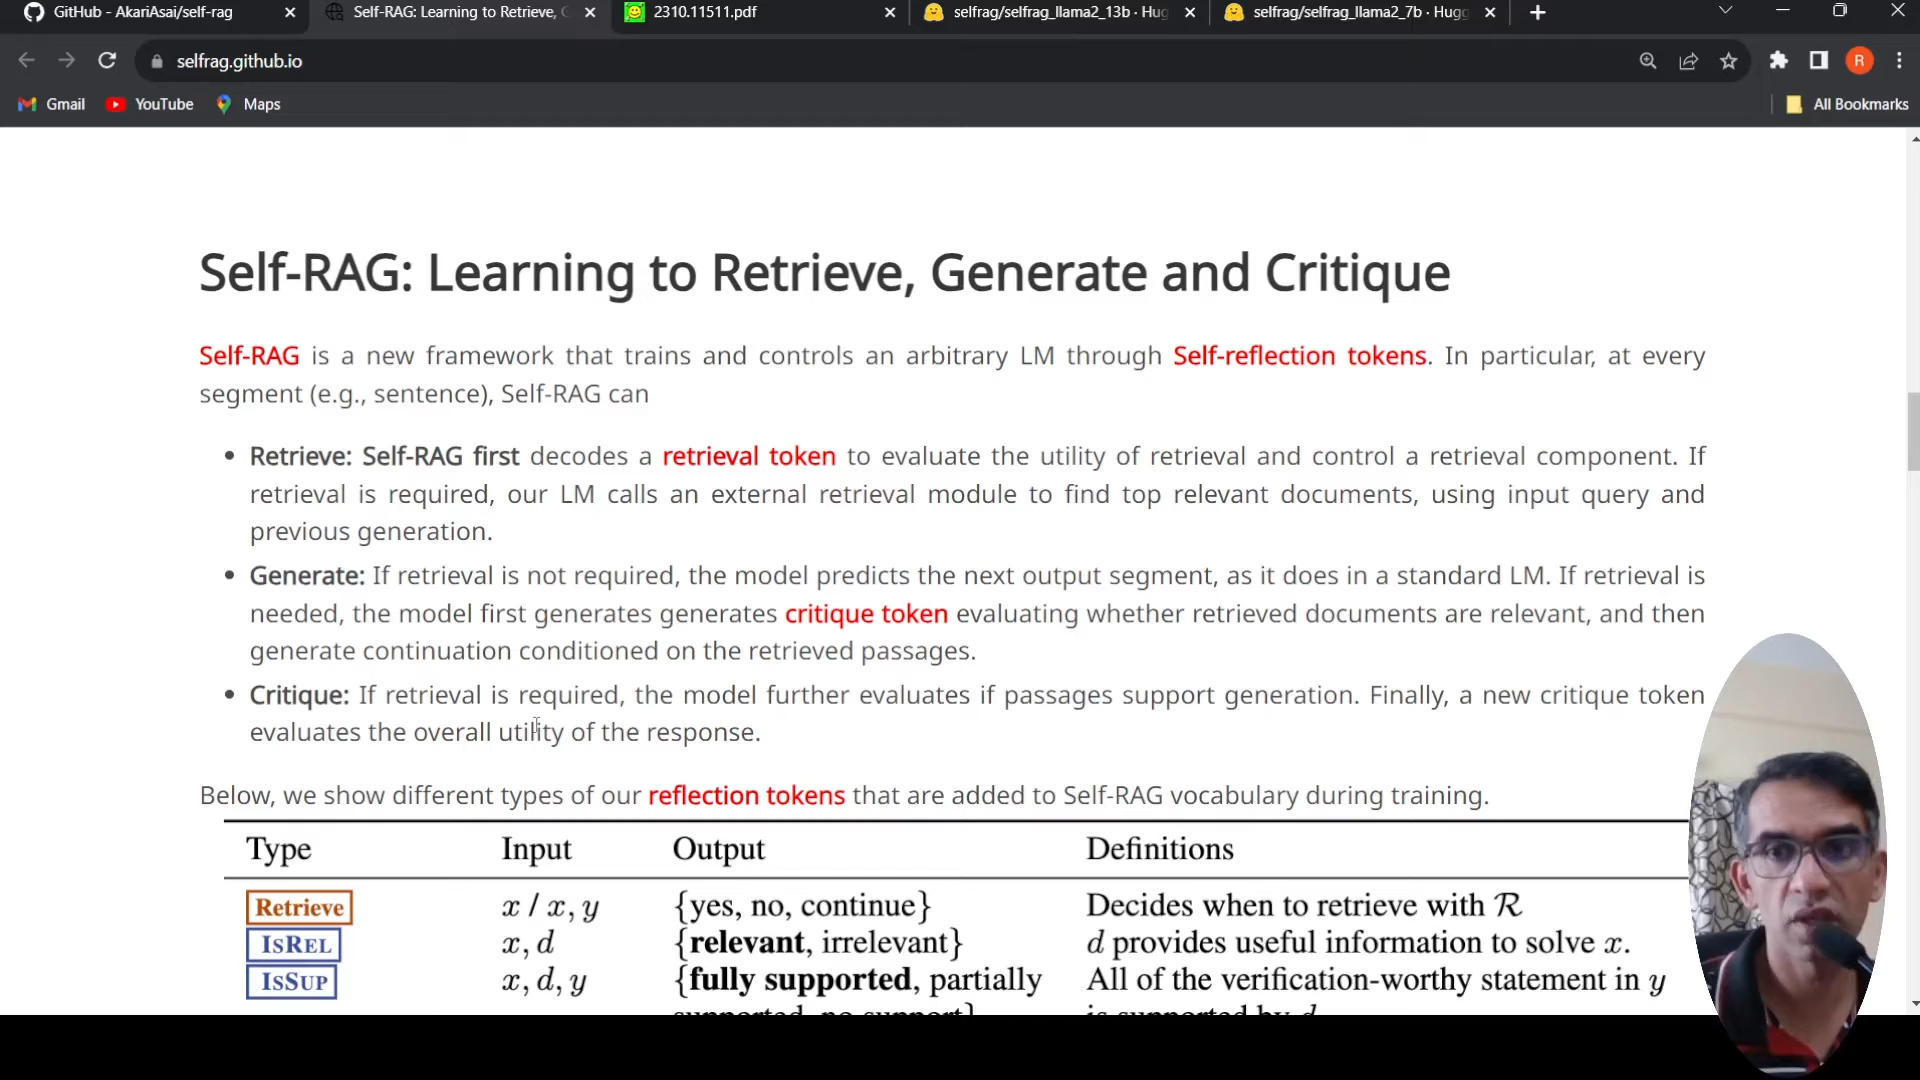 GitHub - AkariAsai/self-rag
Self-RAG: Learning to Retrieve,
2310.11511.pdf
selfrag/selfrag_llama2_13b · Hug
selfrag/selfrag_llama2_7b · Hugg
selfrag.github.io
R
Gmail
YouTube
Maps
All Bookmarks
Self-RAG: Learning to Retrieve, Generate and Critique
Self-RAG is a new framework that trains and controls an arbitrary LM through Self-reflection tokens. In particular, at every
segment (e.g., sentence), Self-RAG can
• Retrieve: Self-RAG first decodes a retrieval token to evaluate the utility of retrieval and control a retrieval component. If
retrieval is required, our LM calls an external retrieval module to find top relevant documents, using input query and
previous generation.
• Generate: If retrieval is not required, the model predicts the next output segment, as it does in a standard LM. If retrieval is
needed, the model first generates generates critique token evaluating whether retrieved documents are relevant, and then
generate continuation conditioned on the retrieved passages.
• Critique: If retrieval is required, the model further evaluates if passages support generation. Finally, a new critique token
evaluates the overall utility of the response.
Below, we show different types of our reflection tokens that are added to Self-RAG vocabulary during training.
Type Input Output Definitions
Retrieve x / x, y {yes, no, continue} Decides when to retrieve with R
ISREL x, d {relevant, irrelevant} d provides useful information to solve x.
ISSUP x, d, y {fully supported, partially All of the verification-worthy statement in y
supported, no support} is supported by d